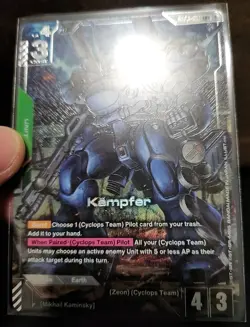 4
3
Kämpfer
Choose 1 (Cyclops Team) Pilot card from your trash.
Add it to your hand.
When Paired･(Cyclops Team) Pilot All your (Cyclops Team)
Units may choose an active enemy Unit with 5 or less AP as their
attack target during this turn.
Earth
(Zeon) (Cyclops Team)
[Mikhail Kaminsky]
4 3